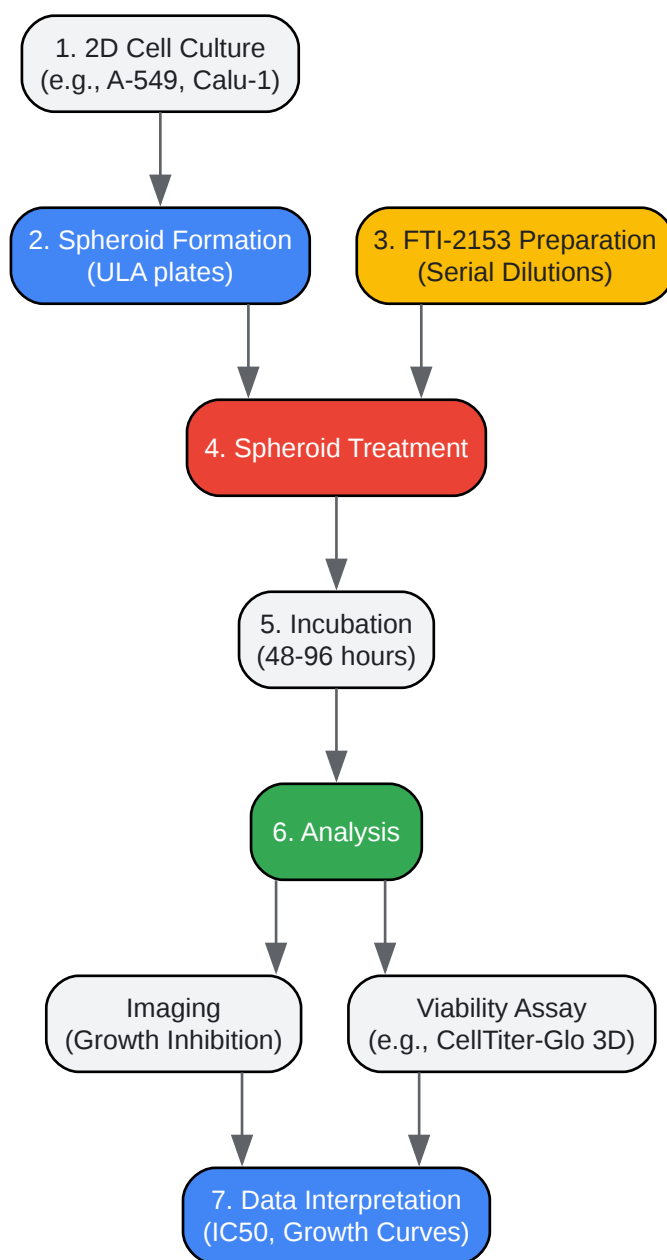 1. 2D Cell Culture
(e.g., A-549, Calu-1)
2. Spheroid Formation
(ULA plates)
3. FTI-2153 Preparation
(Serial Dilutions)
4. Spheroid Treatment
5. Incubation
(48-96 hours)
6. Analysis
Imaging
(Growth Inhibition)
Viability Assay
(e.g., CellTiter-Glo 3D)
7. Data Interpretation
(IC50, Growth Curves)